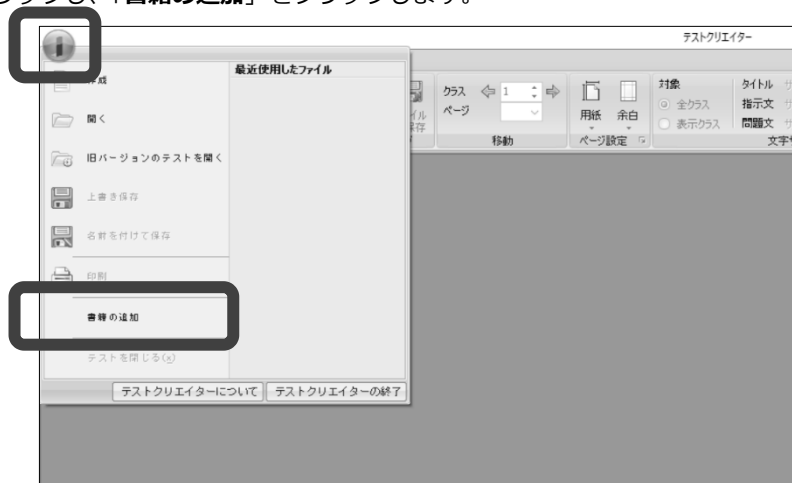 クし、「書籍の追加」をクリックします。
テストクリエイター
最近使用したファイル
作成
開く
旧バージョンのテストを開く
上書き保存
名前を付けて保存
印刷
書籍の追加
テストを閉じる(x)
テストクリエイターについて
テストクリエイターの終了
イル
保存
クラス
1
ページ
移動
用紙
余白
ページ設定
対象
全クラス
表示クラス
タイトル
指示文
問題文
文字